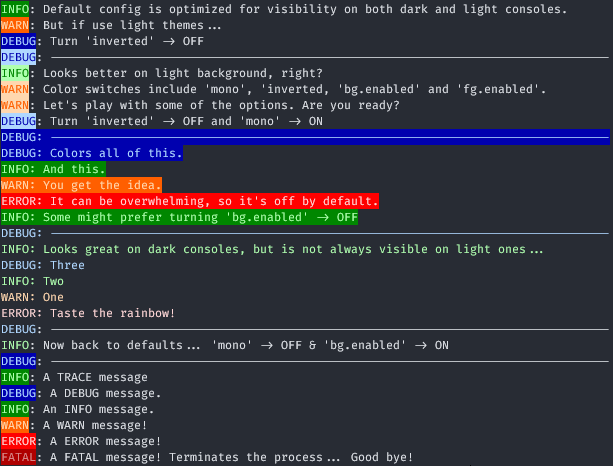 INFO: Default config is optimized for visibility on both dark and light consoles.
WARN: But if use light themes...
DEBUG: Turn 'inverted' -> OFF
DEBUG: ────────────────────────────────
INFO: Looks better on light background, right?
WARN: Color switches include 'mono', 'inverted, 'bg.enabled' and 'fg.enabled'.
WARN: Let's play with some of the options. Are you ready?
DEBUG: Turn 'inverted' -> OFF and 'mono' -> ON
DEBUG: ────────────────────────────────
DEBUG: Colors all of this.
INFO: And this.
WARN: You get the idea.
ERROR: It can be overwhelming, so it's off by default.
INFO: Some might prefer turning 'bg.enabled' -> OFF
DEBUG: ────────────────────────────────
INFO: Looks great on dark consoles, but is not always visible on light ones...
DEBUG: Three
INFO: Two
WARN: One
ERROR: Taste the rainbow!
DEBUG: ────────────────────────────────
INFO: Now back to defaults... 'mono' -> OFF & 'bg.enabled' -> ON
DEBUG: ────────────────────────────────
INFO: A TRACE message
DEBUG: A DEBUG message.
INFO: An INFO message.
WARN: A WARN message!
ERROR: A ERROR message!
FATAL: A FATAL message! Terminates the process... Good bye!